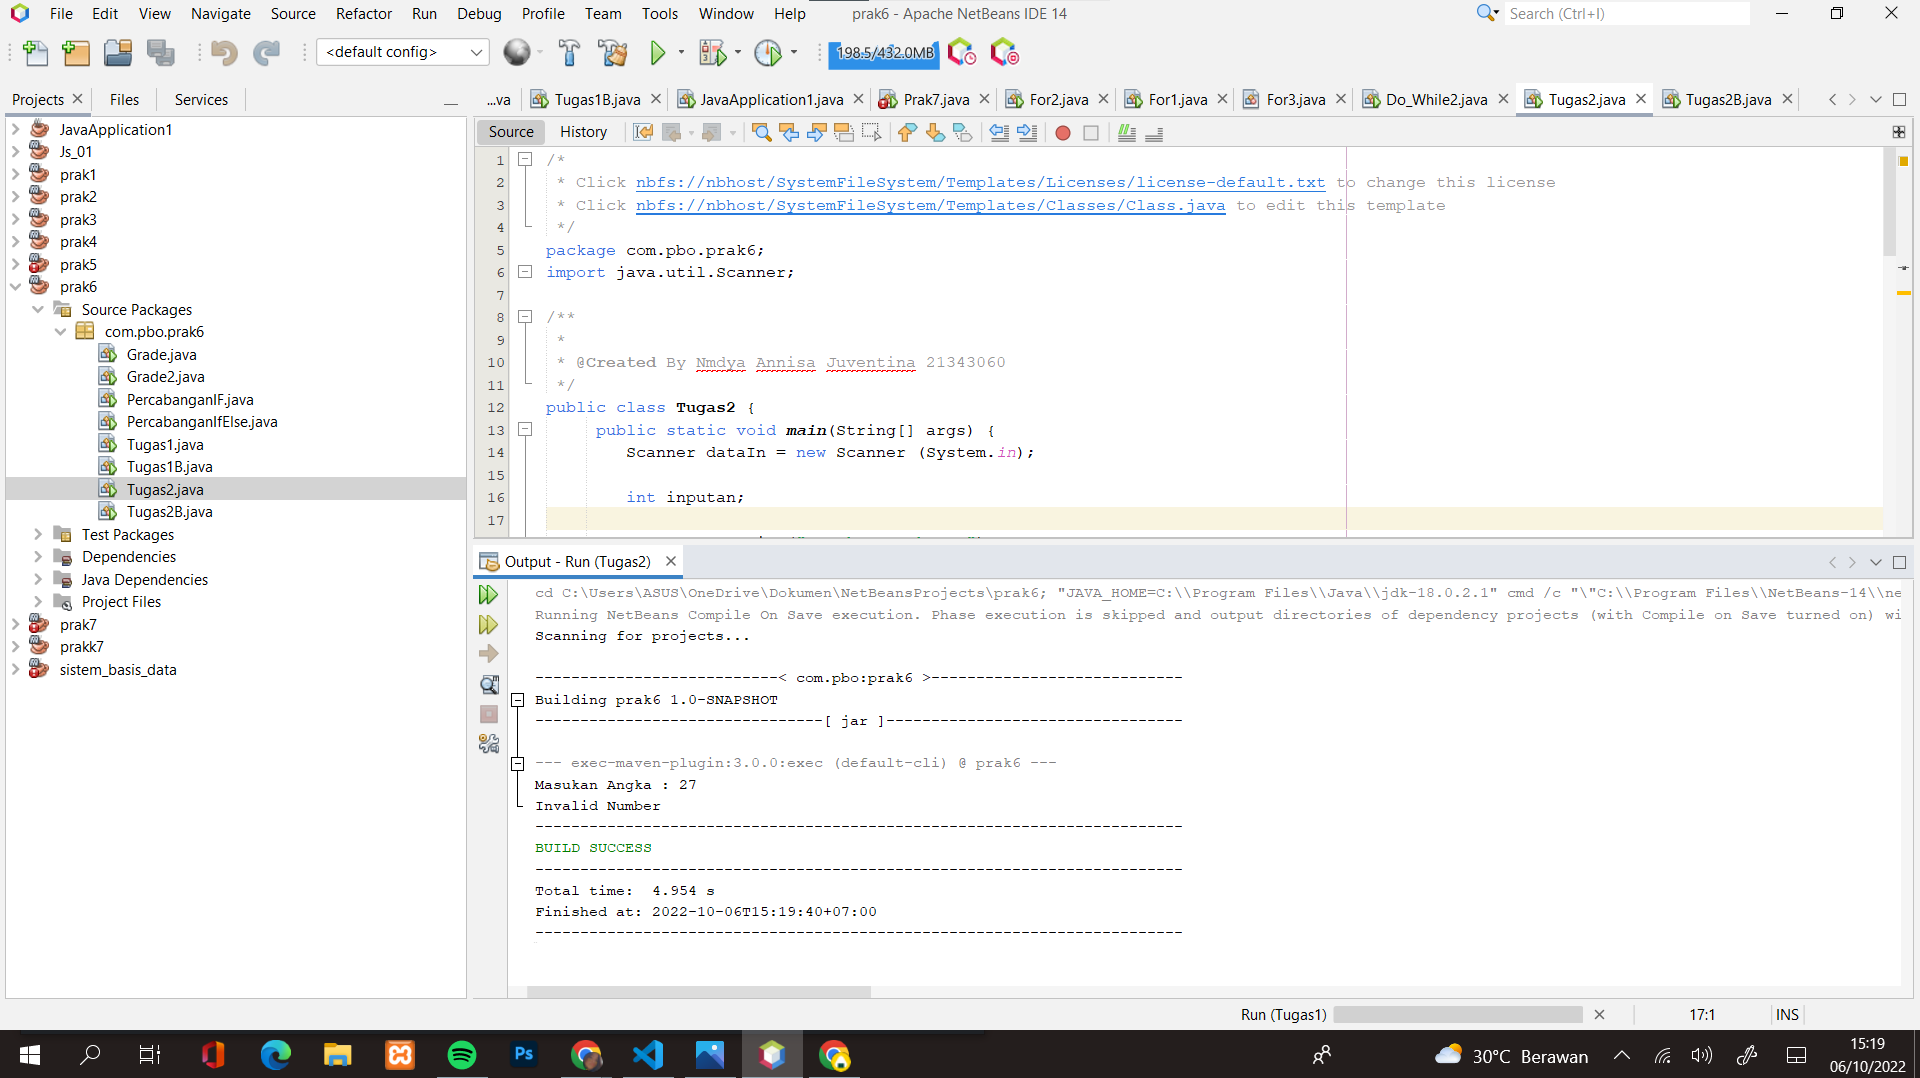 File Edit View Navigate Source Refactor Run Debug Profile Team Tools Window Help prak6 - Apache NetBeans IDE 14 Search (Ctrl+I)
<default config> 198.5/432.0MB
Projects Files Services
...va Tugas1B.java JavaApplication1.java Prak7.java For2.java For1.java For3.java Do_While2.java Tugas2.java Tugas2B.java
JavaApplication1
Js_01
prak1
prak2
prak3
prak4
prak5
prak6
Source Packages
com.pbo.prak6
Grade.java
Grade2.java
PercabanganIF.java
PercabanganIfElse.java
Tugas1.java
Tugas1B.java
Tugas2.java
Tugas2B.java
Test Packages
Dependencies
Java Dependencies
Project Files
prak7
prakk7
sistem_basis_data
Source History
1 /*
2 * Click nbfs://nbhost/SystemFileSystem/Templates/Licenses/license-default.txt to change this license
3 * Click nbfs://nbhost/SystemFileSystem/Templates/Classes/Class.java to edit this template
4 */
5 package com.pbo.prak6;
6 import java.util.Scanner;
7
8 /**
9 *
10 * @Created By Nmdya Annisa Juventina 21343060
11 */
12 public class Tugas2 {
13 public static void main(String[] args) {
14 Scanner dataIn = new Scanner (System.in);
15
16 int inputan;
17
Output - Run (Tugas2)
cd C:\Users\ASUS\OneDrive\Dokumen\NetBeansProjects\prak6; "JAVA_HOME=C:\\Program Files\\Java\\jdk-18.0.2.1" cmd /c "\"C:\\Program Files\\NetBeans-14\\ne
Running NetBeans Compile On Save execution. Phase execution is skipped and output directories of dependency projects (with Compile on Save turned on) wi
Scanning for projects...
---------------------------< com.pbo:prak6 >----------------------------
Building prak6 1.0-SNAPSHOT
--------------------------------[ jar ]---------------------------------
--- exec-maven-plugin:3.0.0:exec (default-cli) @ prak6 ---
Masukan Angka : 27
Invalid Number
------------------------------------------------------------------------
BUILD SUCCESS
------------------------------------------------------------------------
Total time:  4.954 s
Finished at: 2022-10-06T15:19:40+07:00
------------------------------------------------------------------------
Run (Tugas1) 17:1 INS
30°C Berawan 15:19
06/10/2022